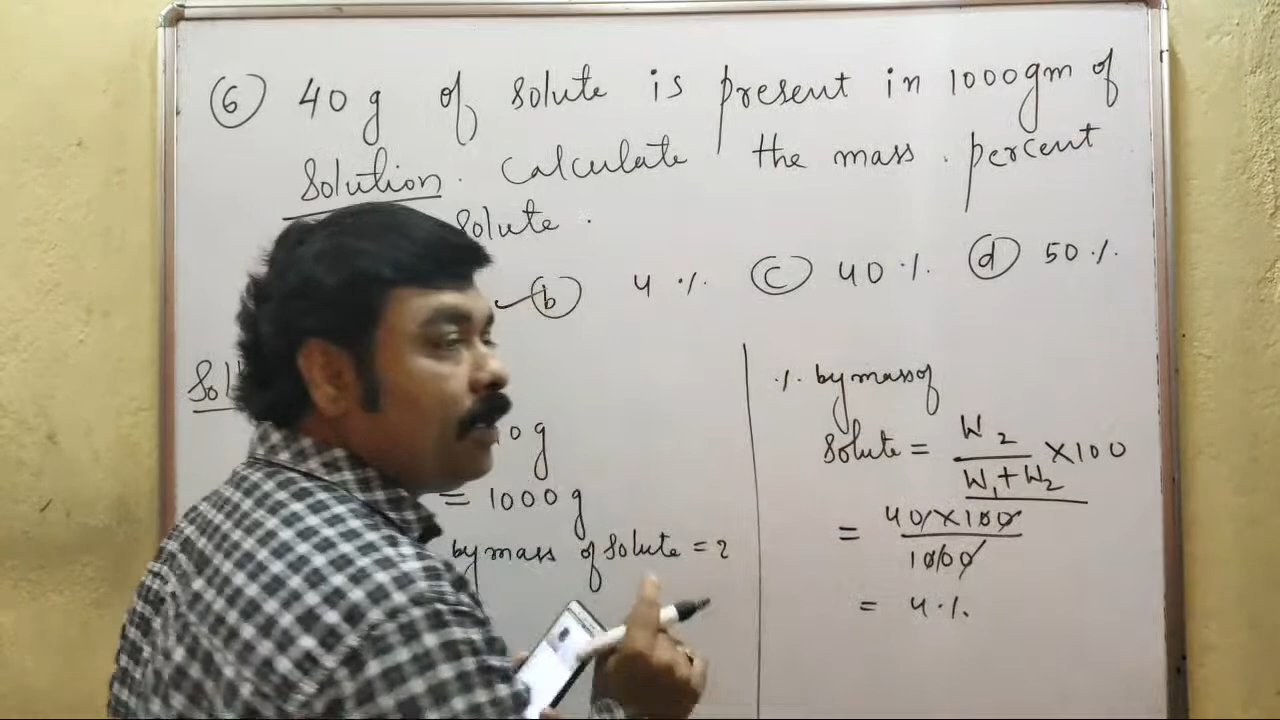 ⑥ 40 g of solute is present in 1000gm of
Solution. Calculate the mass percent
solute.
✓ⓑ 4 % ⓒ 40 % ⓓ 50 %.
0 g
= 1000 g
by mass of solute = ?
% by mass of
Solute = W₂/W₁+W₂ ×100
= 40×100/1000
= 4 %